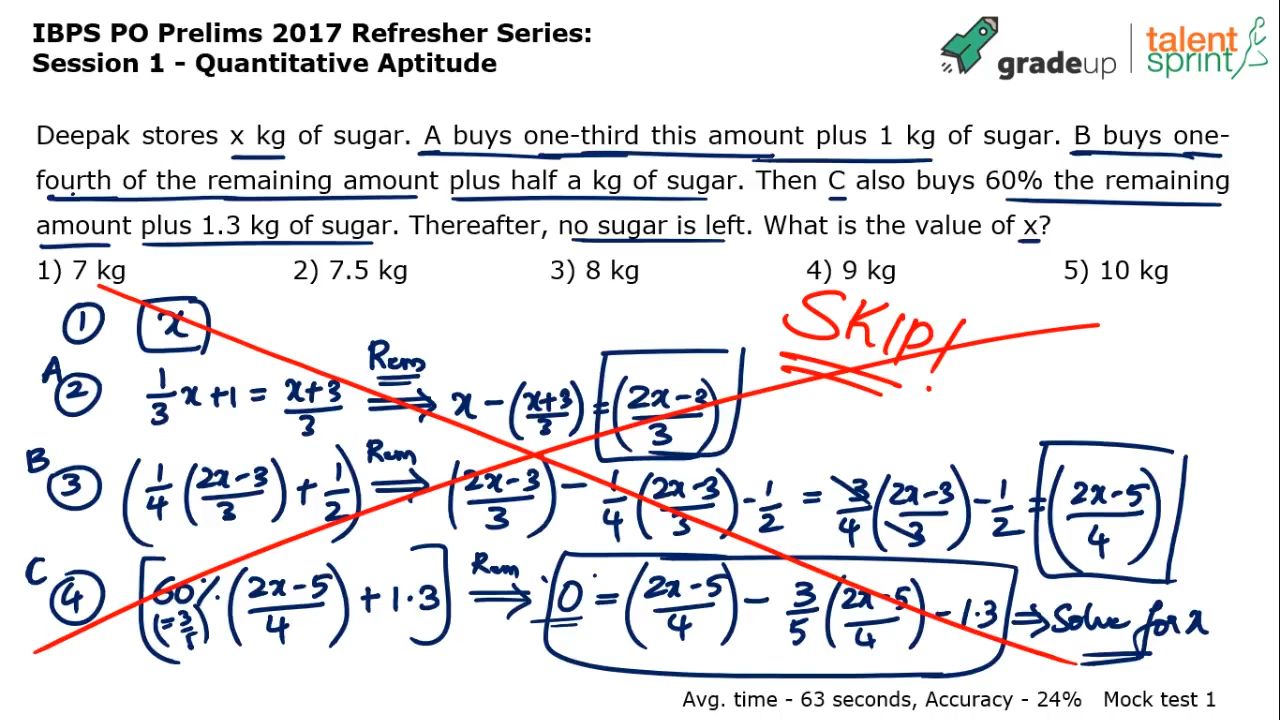 IBPS PO Prelims 2017 Refresher Series:
Session 1 - Quantitative Aptitude
gradeup
talent
sprint
Deepak stores x kg of sugar. A buys one-third this amount plus 1 kg of sugar. B buys one-
fourth of the remaining amount plus half a kg of sugar. Then C also buys 60% the remaining
amount plus 1.3 kg of sugar. Thereafter, no sugar is left. What is the value of x?
1) 7 kg 2) 7.5 kg 3) 8 kg 4) 9 kg 5) 10 kg
① x
SKIP!
A ② 1/3 x + 1 = x+3/3 Rem ⇒ x - (x+3/3) = (2x-3/3)
B ③ (1/4 (2x-3/3) + 1/2) Rem ⇒ (2x-3/3) - 1/4 (2x-3/3) - 1/2 = 3/4 (2x-3/3) - 1/2 = (2x-5/4)
C ④ [60% (=3/5) (2x-5/4) + 1.3] Rem ⇒ 0 = (2x-5/4) - 3/5 (2x-5/4) - 1.3 ⇒ Solve for x
Avg. time - 63 seconds, Accuracy - 24% Mock test 1